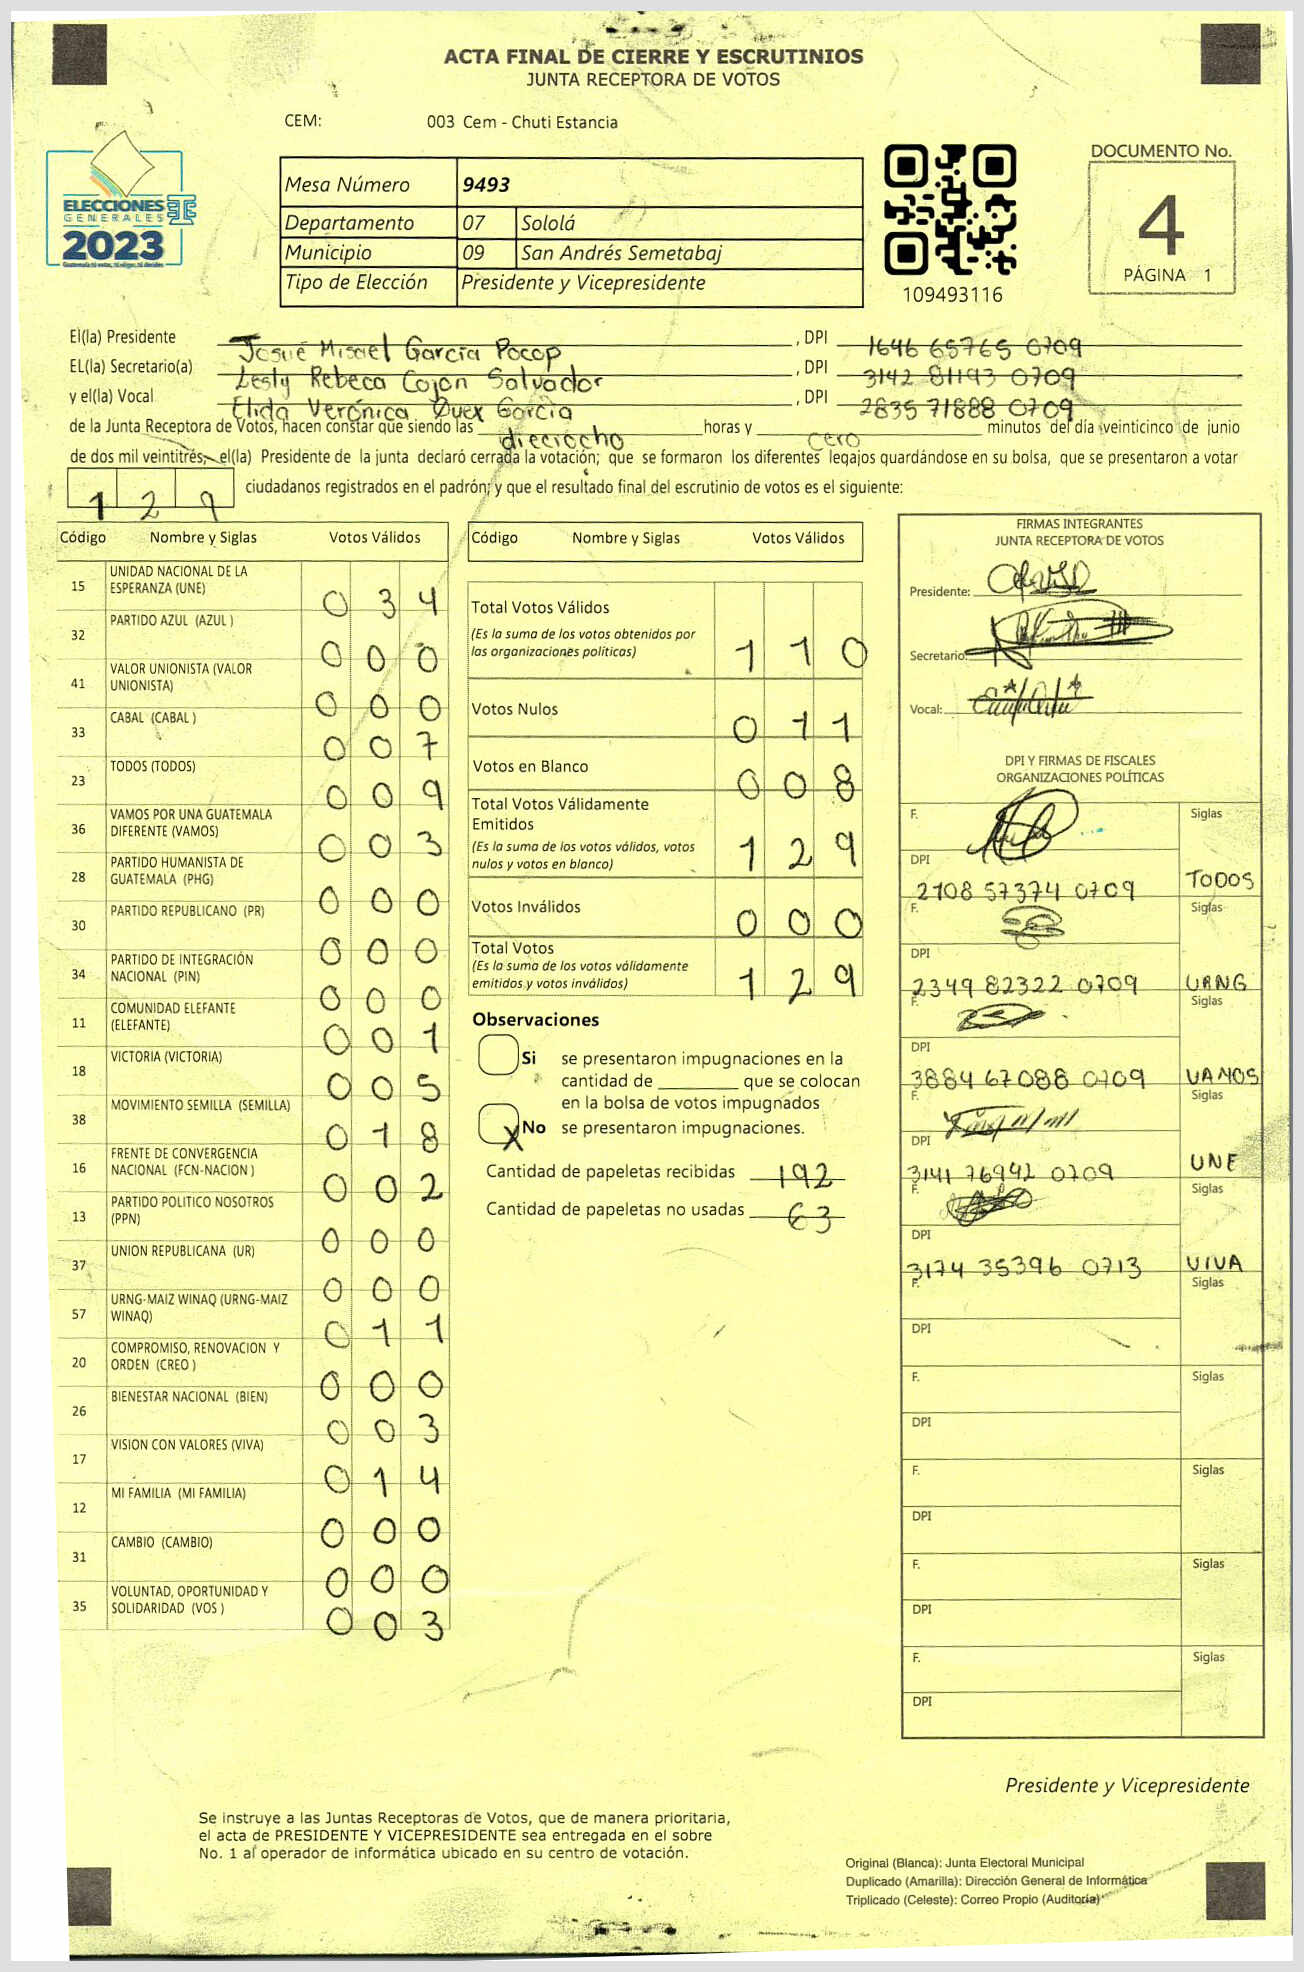 ACTA FINAL DE CIERRE Y ESCRUTINIOS
JUNTA RECEPTORA DE VOTOS
CEM: 003 Cem - Chuti Estancia
ELECCIONES
GENERALES
2023
Mesa Número 9493
Departamento 07 Sololá
Municipio 09 San Andrés Semetabaj
Tipo de Elección Presidente y Vicepresidente
109493116
DOCUMENTO No.
4
PÁGINA 1
El(la) Presidente Josué Misael García Pocop, DPI 1646 65765 0709
EL(la) Secretario(a) Lesly Rebeca Cojon Salvador, DPI 3142 81193 0709
y el(la) Vocal Elida Verónica Quex García, DPI 2835 71888 0709
de la Junta Receptora de Votos, hacen constar que siendo las dieciocho horas y cero minutos del día veinticinco de junio
de dos mil veintitrés, el(la) Presidente de la junta declaró cerrada la votación; que se formaron los diferentes legajos guardándose en su bolsa, que se presentaron a votar
129 ciudadanos registrados en el padrón; y que el resultado final del escrutinio de votos es el siguiente:
Código Nombre y Siglas Votos Válidos
15 UNIDAD NACIONAL DE LA ESPERANZA (UNE) 0 3 4
32 PARTIDO AZUL (AZUL ) 0 0 0
41 VALOR UNIONISTA (VALOR UNIONISTA) 0 0 0
33 CABAL (CABAL ) 0 0 7
23 TODOS (TODOS) 0 0 9
36 VAMOS POR UNA GUATEMALA DIFERENTE (VAMOS) 0 0 3
28 PARTIDO HUMANISTA DE GUATEMALA (PHG) 0 0 0
30 PARTIDO REPUBLICANO (PR) 0 0 0
34 PARTIDO DE INTEGRACIÓN NACIONAL (PIN) 0 0 0
11 COMUNIDAD ELEFANTE (ELEFANTE) 0 0 1
18 VICTORIA (VICTORIA) 0 0 5
38 MOVIMIENTO SEMILLA (SEMILLA) 0 1 8
16 FRENTE DE CONVERGENCIA NACIONAL (FCN-NACION ) 0 0 2
13 PARTIDO POLITICO NOSOTROS (PPN) 0 0 0
37 UNION REPUBLICANA (UR) 0 0 0
57 URNG-MAIZ WINAQ (URNG-MAIZ WINAQ) 0 1 1
20 COMPROMISO, RENOVACION Y ORDEN (CREO ) 0 0 0
26 BIENESTAR NACIONAL (BIEN) 0 0 3
17 VISION CON VALORES (VIVA) 0 1 4
12 MI FAMILIA (MI FAMILIA) 0 0 0
31 CAMBIO (CAMBIO) 0 0 0
35 VOLUNTAD, OPORTUNIDAD Y SOLIDARIDAD (VOS ) 0 0 3
Código Nombre y Siglas Votos Válidos
Total Votos Válidos 1 1 0
(Es la suma de los votos obtenidos por
las organizaciones políticas)
Votos Nulos 0 1 1
Votos en Blanco 0 0 8
Total Votos Válidamente
Emitidos 1 2 9
(Es la suma de los votos válidos, votos
nulos y votos en blanco)
Votos Inválidos 0 0 0
Total Votos 1 2 9
(Es la suma de los votos válidamente
emitidos y votos inválidos)
Observaciones
Si se presentaron impugnaciones en la
cantidad de ________ que se colocan
en la bolsa de votos impugnados
X No se presentaron impugnaciones.
Cantidad de papeletas recibidas 192
Cantidad de papeletas no usadas 63
FIRMAS INTEGRANTES
JUNTA RECEPTORA DE VOTOS
Presidente:
Secretario:
Vocal:
DPI Y FIRMAS DE FISCALES
ORGANIZACIONES POLÍTICAS
F. Siglas
DPI 2108 57374 0709 TODOS
F. Siglas
DPI 2349 82322 0709 URNG
F. Siglas
DPI 3884 67088 0709 VAMOS
F. Siglas
DPI 3141 76942 0709 UNE
F. Siglas
DPI 3174 35396 0713 VIVA
F. Siglas
DPI
F. Siglas
DPI
F. Siglas
DPI
F. Siglas
DPI
F. Siglas
DPI
Presidente y Vicepresidente
Se instruye a las Juntas Receptoras de Votos, que de manera prioritaria,
el acta de PRESIDENTE Y VICEPRESIDENTE sea entregada en el sobre
No. 1 al operador de informática ubicado en su centro de votación.
Original (Blanca): Junta Electoral Municipal
Duplicado (Amarilla): Dirección General de Informática
Triplicado (Celeste): Correo Propio (Auditoría)